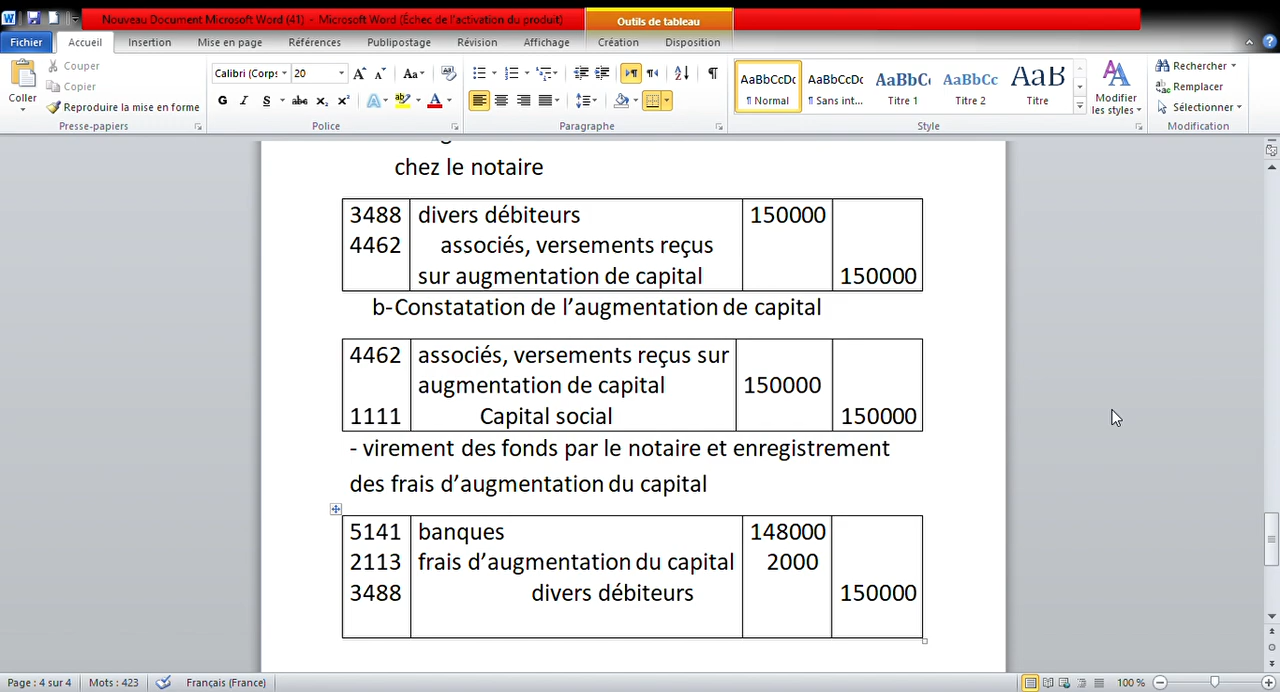 Nouveau Document Microsoft Word (41) - Microsoft Word (Échec de l'activation du produit)
Outils de tableau
Fichier Accueil Insertion Mise en page Références Publipostage Révision Affichage Création Disposition
Coller
Couper
Copier
Reproduire la mise en forme
Presse-papiers
Calibri (Corps 20
G I S abc x₂ x² A ab A
Police
Paragraphe
AaBbCcDc AaBbCcDc AaBbC AaBbCc AaB
¶ Normal ¶ Sans int... Titre 1 Titre 2 Titre
Modifier
les styles
Style
Rechercher
Remplacer
Sélectionner
Modification
chez le notaire
3488 divers débiteurs 150000
4462 associés, versements reçus
sur augmentation de capital 150000
b-Constatation de l’augmentation de capital
4462 associés, versements reçus sur
augmentation de capital 150000
1111 Capital social 150000
- virement des fonds par le notaire et enregistrement
des frais d’augmentation du capital
5141 banques 148000
2113 frais d’augmentation du capital 2000
3488 divers débiteurs 150000
Page : 4 sur 4 Mots : 423 Français (France) 100 %